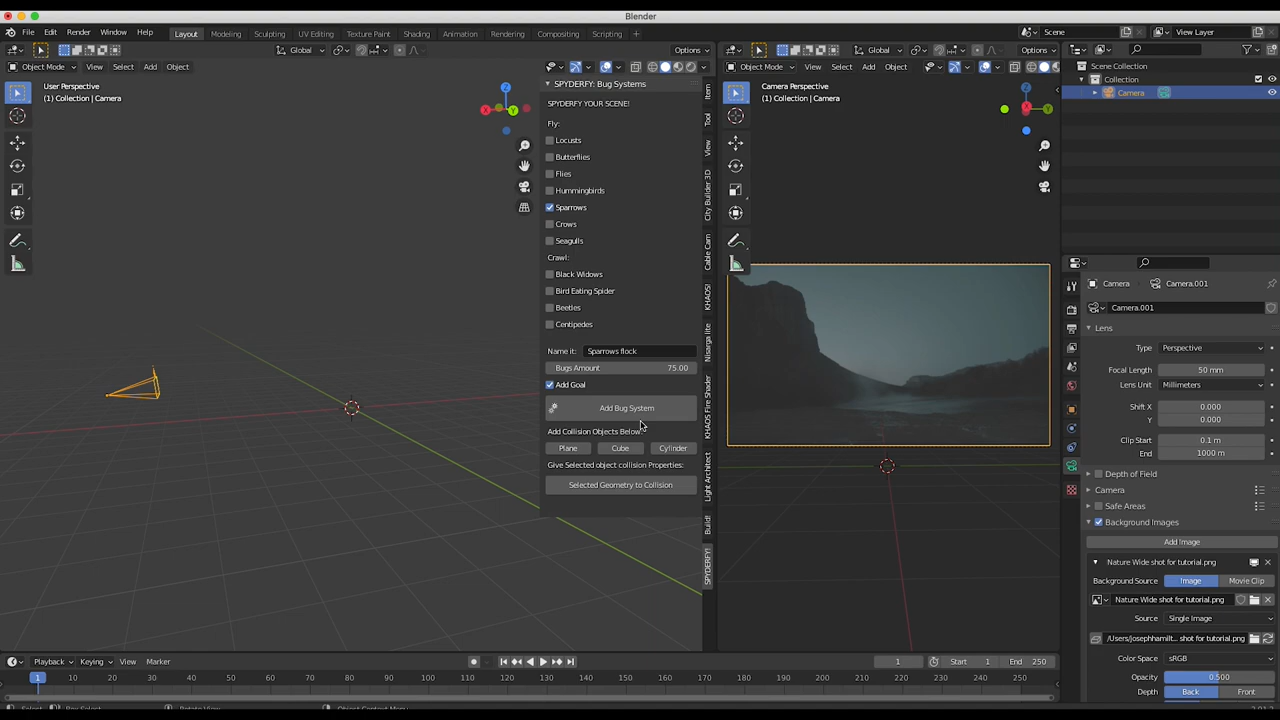 Blender
File Edit Render Window Help Layout Modeling Sculpting UV Editing Texture Paint Shading Animation Rendering Compositing Scripting + Scene View Layer
Global Options Global Options
Object Mode View Select Add Object Object Mode View Select Add Object Scene Collection
Collection
Camera
User Perspective
(1) Collection | Camera
Z
X
Y
SPYDERFY: Bug Systems
SPYDERFY YOUR SCENE!
Fly:
Locusts
Butterflies
Flies
Hummingbirds
Sparrows
Crows
Seagulls
Crawl:
Black Widows
Bird Eating Spider
Beetles
Centipedes
Name it: Sparrows flock
Bugs Amount 75.00
Add Goal
Add Bug System
Add Collision Objects Below:
Plane Cube Cylinder
Give Selected object collision Properties:
Selected Geometry to Collision
Item
Tool
View
City Builder 3D
Cable Cam
KHAOS!
Nisarga lite
KHAOS Fire Shader
Light Architect
Build!
SPYDERFY!
Camera Perspective
(1) Collection | Camera
Z
X
Camera Camera.001
Camera.001
Lens
Type Perspective
Focal Length 50 mm
Lens Unit Millimeters
Shift X 0.000
Y 0.000
Clip Start 0.1 m
End 1000 m
Depth of Field
Camera
Safe Areas
Background Images
Add Image
Nature Wide shot for tutorial.png
Background Source Image Movie Clip
Nature Wide shot for tutorial.png
Source Single Image
/Users/josephhamilt... shot for tutorial.png
Color Space sRGB
Opacity 0.500
Depth Back Front
Playback Keying View Marker 1 Start 1 End 250
1 10 20 30 40 50 60 70 80 90 100 110 120 130 140 150 160 170 180 190 200 210 220 230 240 250